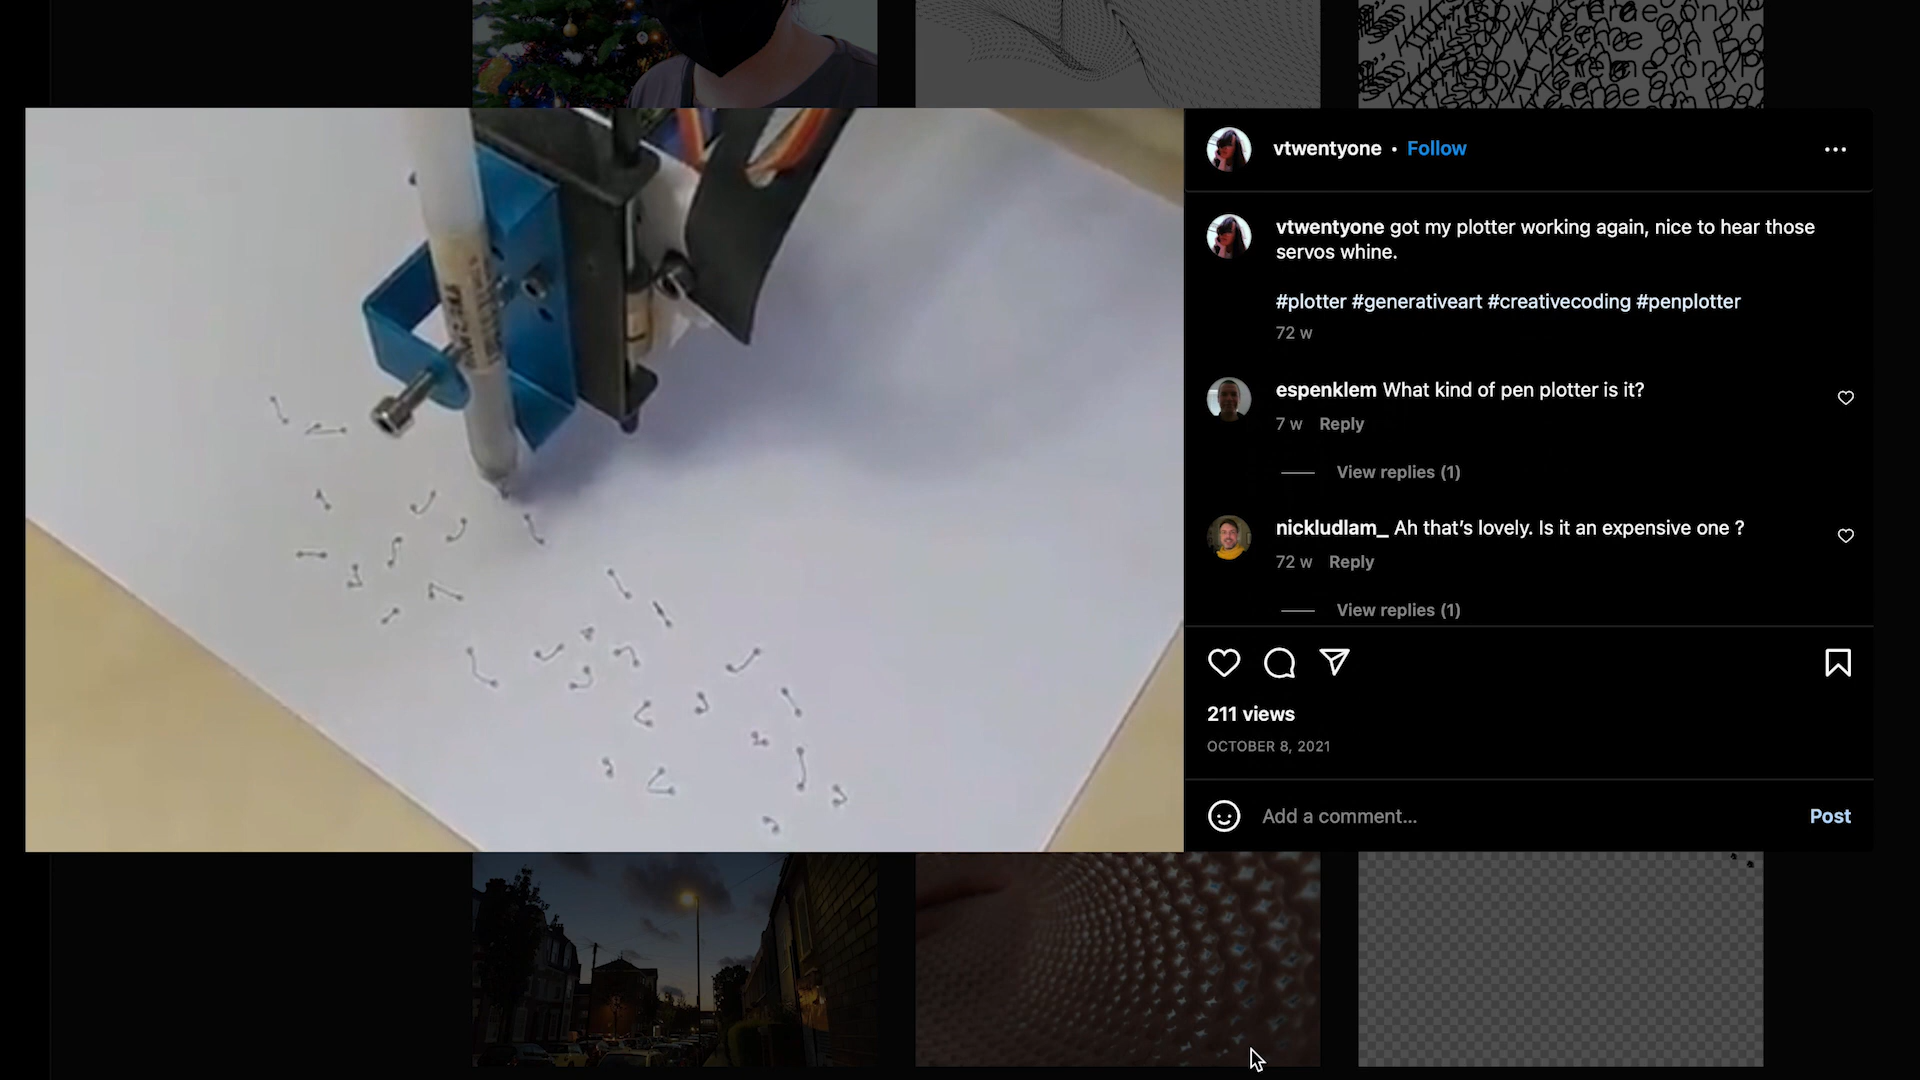 vtwentyone • Follow
vtwentyone got my plotter working again, nice to hear those
servos whine.
#plotter #generativeart #creativecoding #penplotter
72 w
espenklem What kind of pen plotter is it?
7 w Reply
View replies (1)
nickludlam_ Ah that’s lovely. Is it an expensive one ?
72 w Reply
View replies (1)
211 views
OCTOBER 8, 2021
Add a comment...
Post